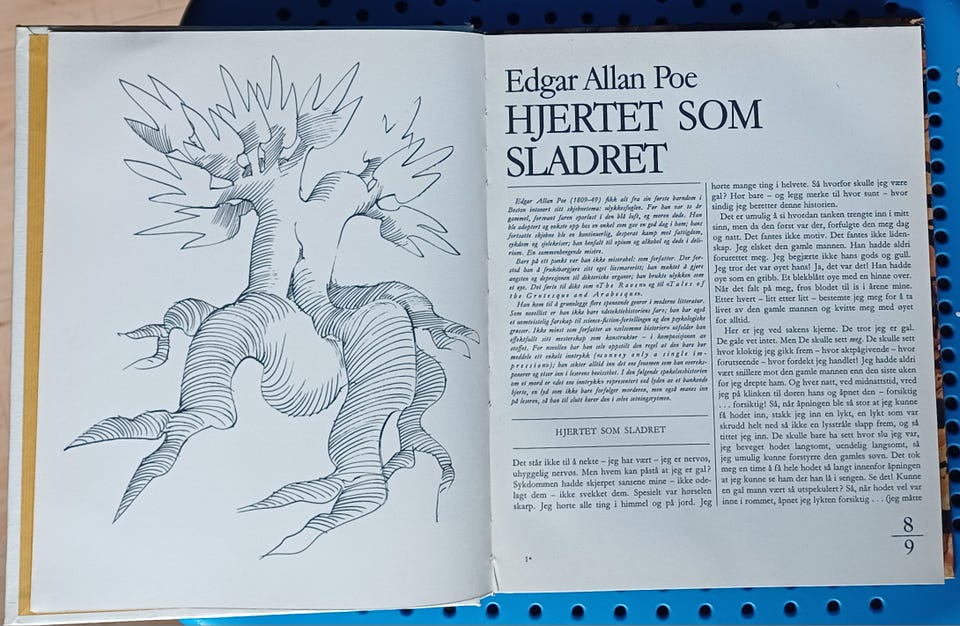 Edgar Allan Poe
HJERTET SOM
SLADRET
Edgar Allan Poe (1809–49) fikk alt fra sin første barndom i
Boston intonert sitt skjebnetema: ulykkesfuglen. Før han var to år
gammel, forsvant faren sporløst i den blå luft, og moren døde. Han
ble adoptert og vokste opp hos en onkel som gav en god dag i ham; hans
fortsatte skjebne ble en kontinuerlig, desperat kamp mot fattigdom,
sykdom og sjelekriser; han henfalt til opium og alkohol og døde i deli-
rium. En sammenhengende misère.
Bare på ett punkt var han ikke miserabel: som forfatter. Der for-
stod han å fruktbargjøre sitt eget livsmareritt; han maktet å gjøre
angsten og depresjonen til dikteriske organer; han brukte ulykken som
et øye. Det førte til dikt som «The Raven» og til «Tales of
the Grotesque and Arabesque».
Han kom til å grunnlegge flere spennende genrer i moderne litteratur.
Som novellist er han ikke bare «detektivhistoriens far»; han har også
et uomtvistelig farskap til science-fiction-fortellingen og den psykologiske
grøsser. Ikke minst som forfatter av «selsomme historier» utfolder han
effektfullt sitt mesterskap som konstruktør – i komposisjonen av
stoffet. For novellen har han selv oppstilt den regel at den bare bør
meddele ett enkelt inntrykk («convey only a single im-
pression»); han sikter alltid inn det ene fenomen som han overeks-
ponerer og etser inn i leserens bevissthet. I den følgende spøkelseshistorien
om et mord er «det ene inntrykk» representert ved lyden av et bankende
hjerte, en lyd som ikke bare forfølger morderen, men også manes inn
på leseren, så han til slutt hører den i selve setningsrytmen.
HJERTET SOM SLADRET
Det står ikke til å nekte – jeg har vært – jeg er nervøs,
uhyggelig nervøs. Men hvem kan påstå at jeg er gal?
Sykdommen hadde skjerpet sansene mine – ikke øde-
lagt dem – ikke svekket dem. Spesielt var hørselen
skarp. Jeg hørte alle ting i himmel og på jord. Jeg
hørte mange ting i helvete. Så hvorfor skulle jeg være
gal? Hør bare – og legg merke til hvor sunt – hvor
sindig jeg beretter denne historien.
Det er umulig å si hvordan tanken trengte inn i mitt
sinn, men da den først var der, forfulgte den meg dag
og natt. Det fantes ikke motiv. Det fantes ikke liden-
skap. Jeg elsket den gamle mannen. Han hadde aldri
forurettet meg. Jeg begjærte ikke hans gods og gull.
Jeg tror det var øyet hans! Ja, det var det! Han hadde
øye som en gribb. Et blekblått øye med en hinne over.
Når det falt på meg, frøs blodet til is i årene mine.
Etter hvert – litt etter litt – bestemte jeg meg for å ta
livet av den gamle mannen og kvitte meg med øyet
for alltid.
Her er jeg ved sakens kjerne. De tror jeg er gal.
De gale vet intet. Men De skulle sett meg. De skulle sett
hvor kløktig jeg gikk frem – hvor aktpågivende – hvor
forutseende – hvor fordekt jeg handlet! Jeg hadde aldri
vært snillere mot den gamle mannen enn den siste uken
før jeg drepte ham. Og hver natt, ved midnattstid, vred
jeg på klinken til døren hans og åpnet den – forsiktig
. . . forsiktig! Så, når åpningen ble så stor at jeg kunne
få hodet inn, stakk jeg inn en lykt, en lykt som var
skrudd helt ned så ikke en lysstråle slapp frem, og så
tittet jeg inn. De skulle bare ha sett hvor slu jeg var,
jeg beveget hodet langsomt, uendelig langsomt, så
jeg umulig kunne forstyrre den gamles søvn. Det tok
meg en time å få hele hodet så langt innenfor åpningen
at jeg kunne se ham der han lå i sengen. Se det! Kunne
en gal mann vært så utspekulert? Så, når hodet vel var
inne i rommet, åpnet jeg lykten forsiktig . . . (jeg måtte
1*
8
9